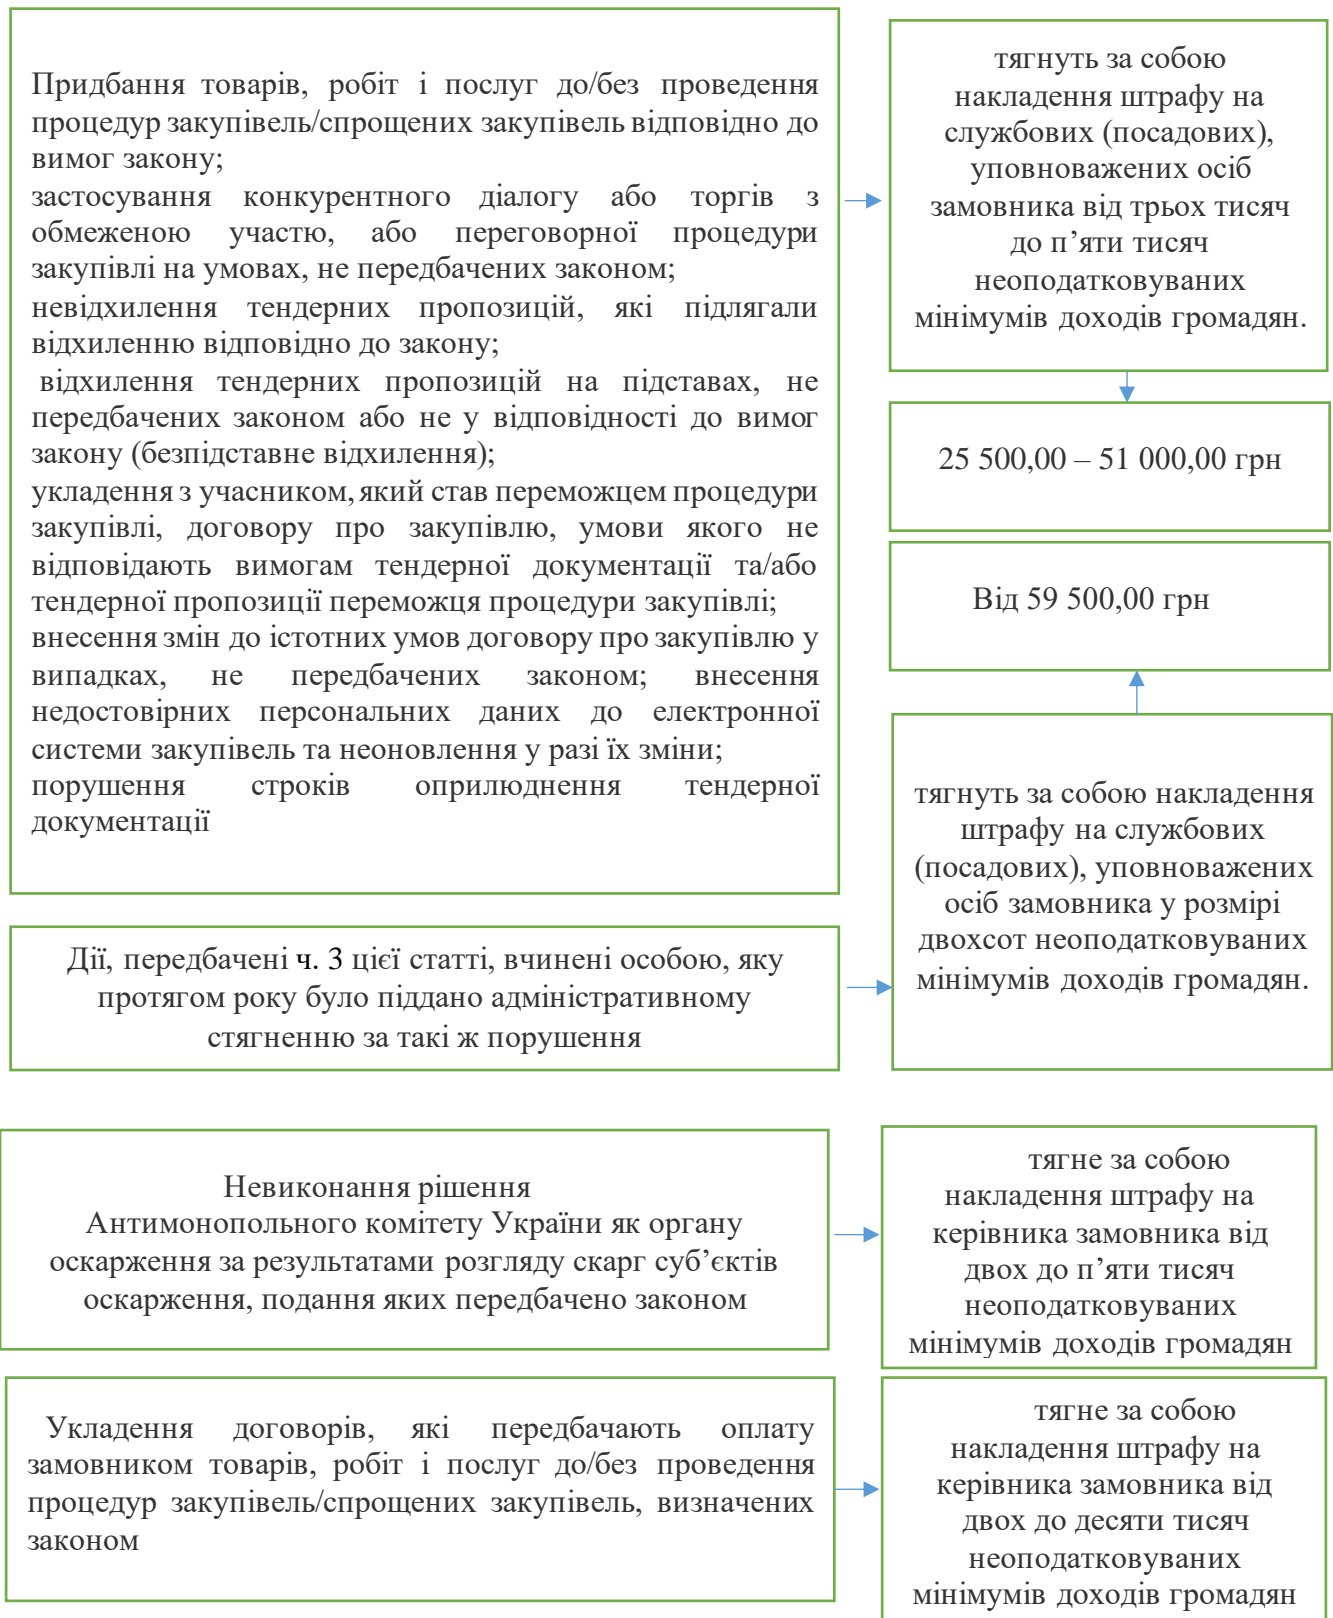 Придбання товарів, робіт і послуг до/без проведення
процедур закупівель/спрощених закупівель відповідно до
вимог закону;
застосування конкурентного діалогу або торгів з
обмеженою участю, або переговорної процедури
закупівлі на умовах, не передбачених законом;
невідхилення тендерних пропозицій, які підлягали
відхиленню відповідно до закону;
відхилення тендерних пропозицій на підставах, не
передбачених законом або не у відповідності до вимог
закону (безпідставне відхилення);
укладення з учасником, який став переможцем процедури
закупівлі, договору про закупівлю, умови якого не
відповідають вимогам тендерної документації та/або
тендерної пропозиції переможця процедури закупівлі;
внесення змін до істотних умов договору про закупівлю у
випадках, не передбачених законом; внесення
недостовірних персональних даних до електронної
системи закупівель та неоновлення у разі їх зміни;
порушення строків оприлюднення тендерної
документації
тягнуть за собою
накладення штрафу на
службових (посадових),
уповноважених осіб
замовника від трьох тисяч
до п’яти тисяч
неоподатковуваних
мінімумів доходів громадян.
25 500,00 – 51 000,00 грн
Від 59 500,00 грн
тягнуть за собою накладення
штрафу на службових
(посадових), уповноважених
осіб замовника у розмірі
двохсот неоподатковуваних
мінімумів доходів громадян.
Дії, передбачені ч. 3 цієї статті, вчинені особою, яку
протягом року було піддано адміністративному
стягненню за такі ж порушення
Невиконання рішення
Антимонопольного комітету України як органу
оскарження за результатами розгляду скарг суб’єктів
оскарження, подання яких передбачено законом
тягне за собою
накладення штрафу на
керівника замовника від
двох до п’яти тисяч
неоподатковуваних
мінімумів доходів громадян
Укладення договорів, які передбачають оплату
замовником товарів, робіт і послуг до/без проведення
процедур закупівель/спрощених закупівель, визначених
законом
тягне за собою
накладення штрафу на
керівника замовника від
двох до десяти тисяч
неоподатковуваних
мінімумів доходів громадян